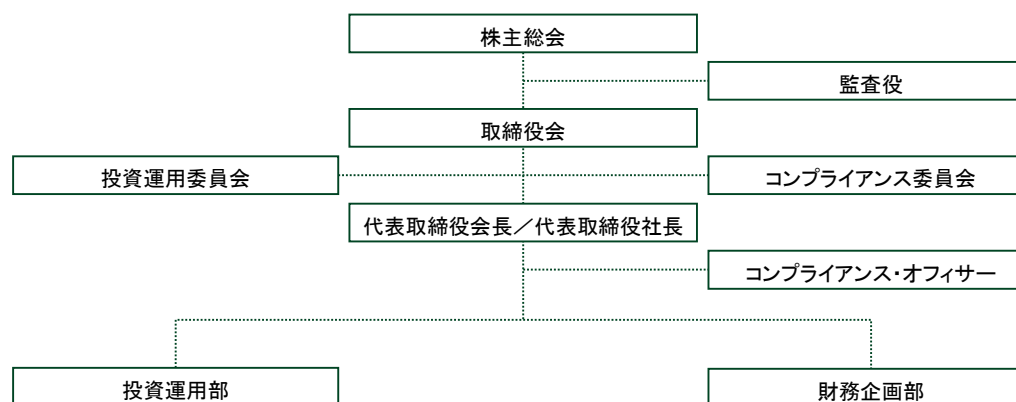 株主総会
監査役
取締役会
投資運用委員会
コンプライアンス委員会
代表取締役会長／代表取締役社長
コンプライアンス・オフィサー
投資運用部
財務企画部